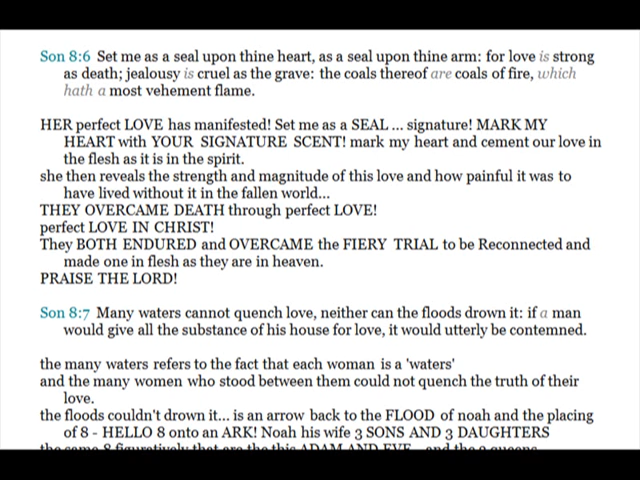 Son 8:6 Set me as a seal upon thine heart, as a seal upon thine arm: for love is strong
as death; jealousy is cruel as the grave: the coals thereof are coals of fire, which
hath a most vehement flame.
HER perfect LOVE has manifested! Set me as a SEAL ... signature! MARK MY
HEART with YOUR SIGNATURE SCENT! mark my heart and cement our love in
the flesh as it is in the spirit.
she then reveals the strength and magnitude of this love and how painful it was to
have lived without it in the fallen world...
THEY OVERCAME DEATH through perfect LOVE!
perfect LOVE IN CHRIST!
They BOTH ENDURED and OVERCAME the FIERY TRIAL to be Reconnected and
made one in flesh as they are in heaven.
PRAISE THE LORD!
Son 8:7 Many waters cannot quench love, neither can the floods drown it: if a man
would give all the substance of his house for love, it would utterly be contemned.
the many waters refers to the fact that each woman is a 'waters'
and the many women who stood between them could not quench the truth of their
love.
the floods couldn't drown it... is an arrow back to the FLOOD of noah and the placing
of 8 - HELLO 8 onto an ARK! Noah his wife 3 SONS AND 3 DAUGHTERS
the same 8 figuratively that are the this ADAM AND EVE